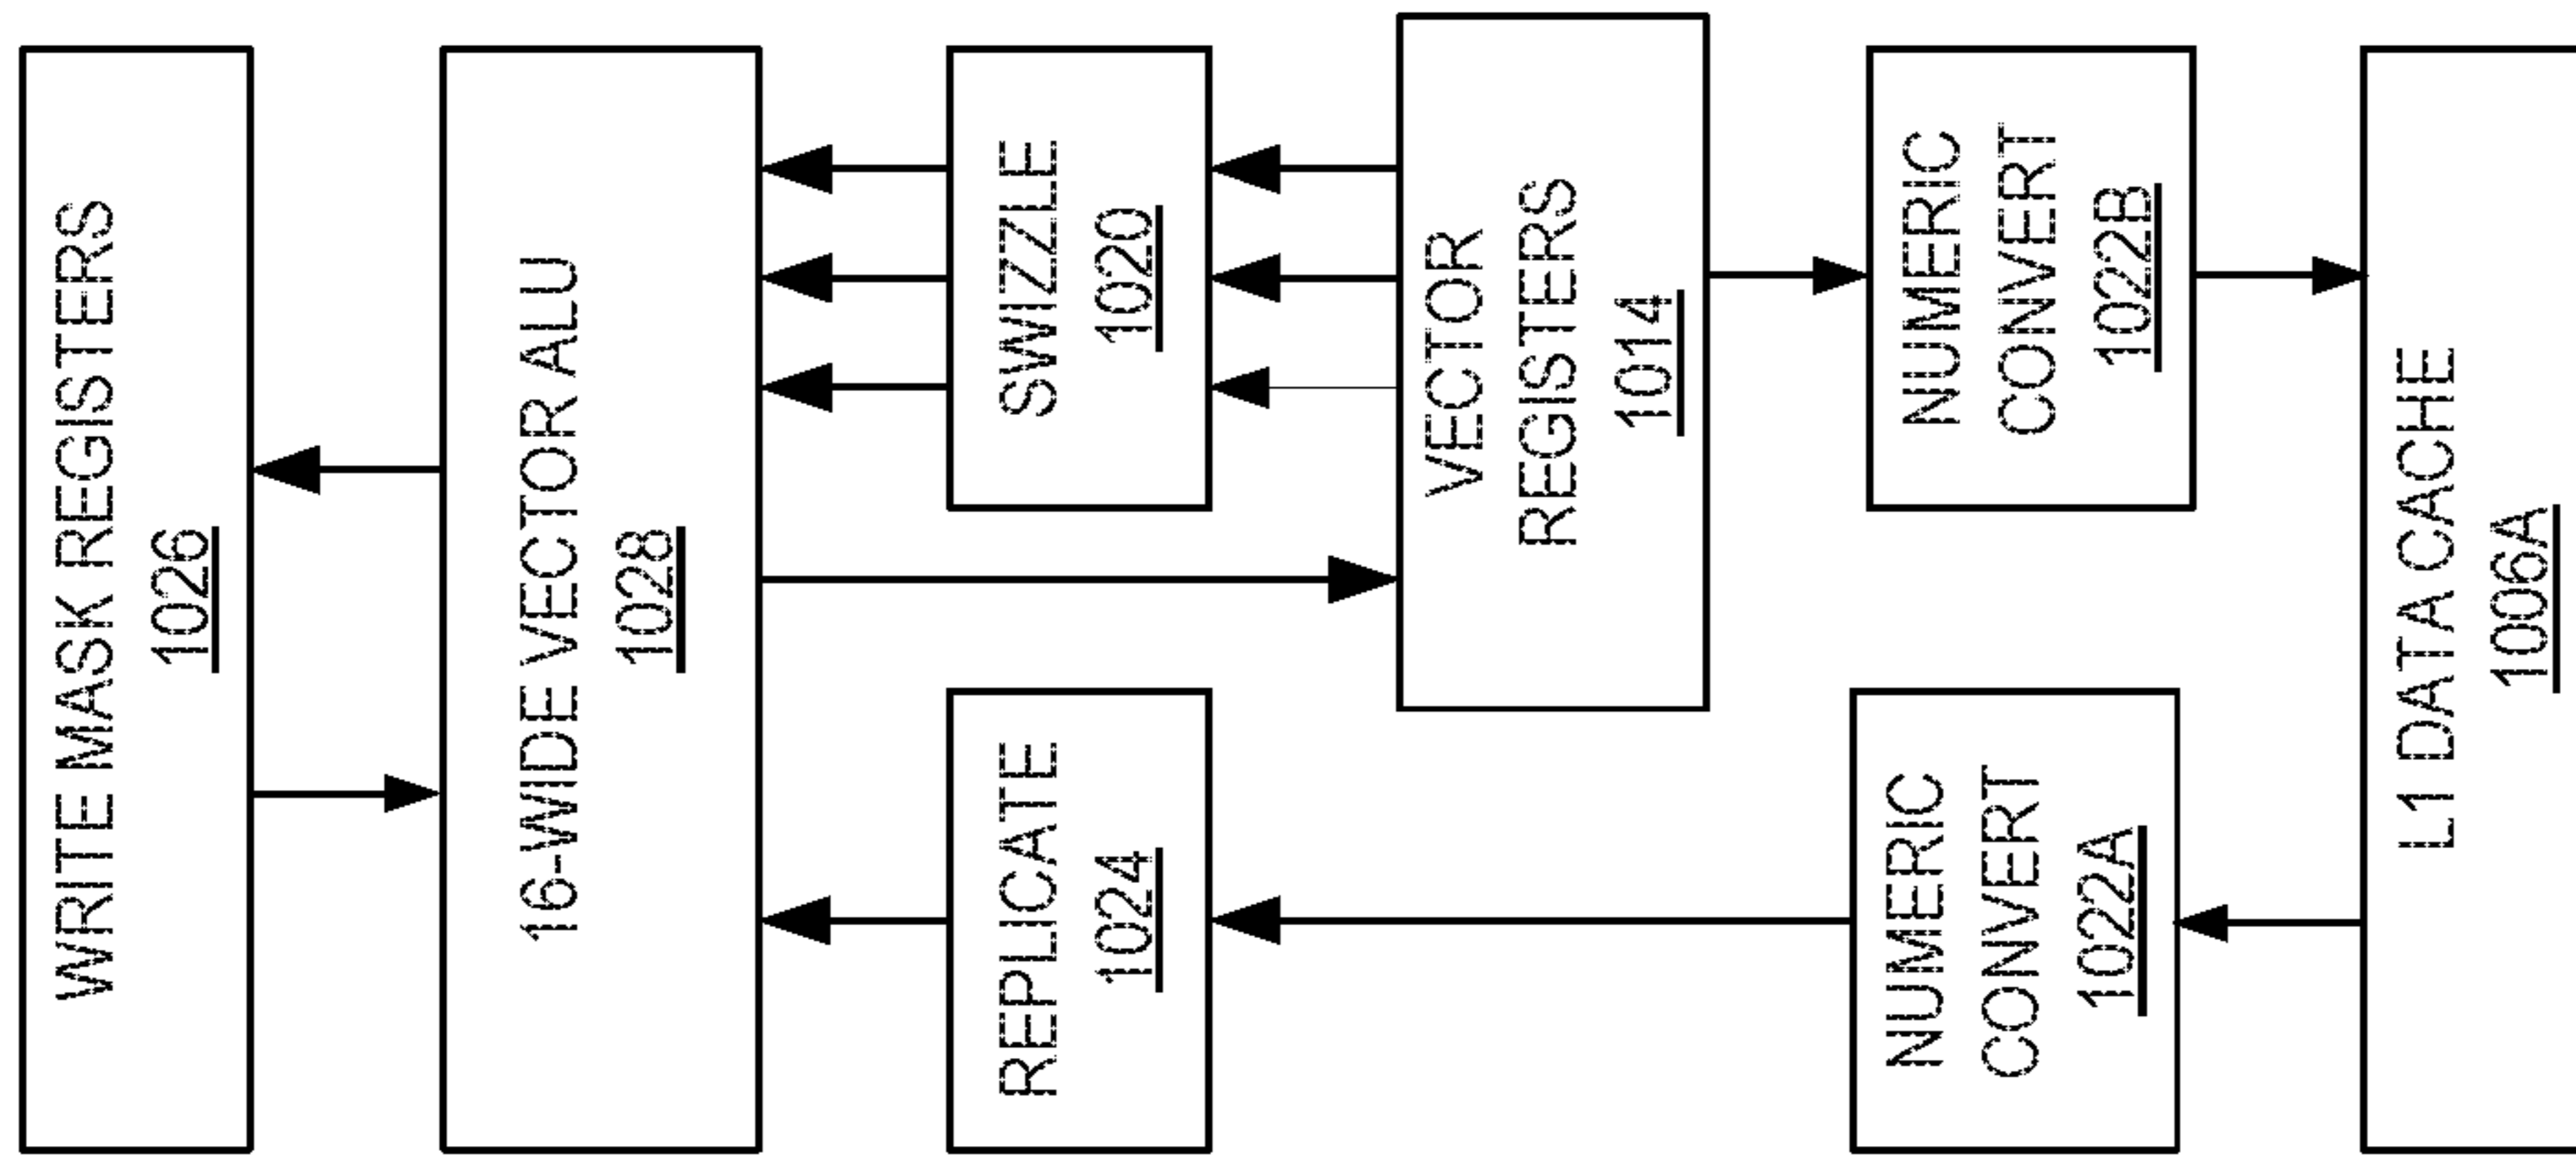 WRITE MASK REGISTERS
1026
16-WIDE VECTOR ALU
1028
REPLICATE
1024
SWIZZLE
1020
VECTOR
REGISTERS
1014
NUMERIC
CONVERT
1022A
NUMERIC
CONVERT
1022B
L1 DATA CACHE
1006A